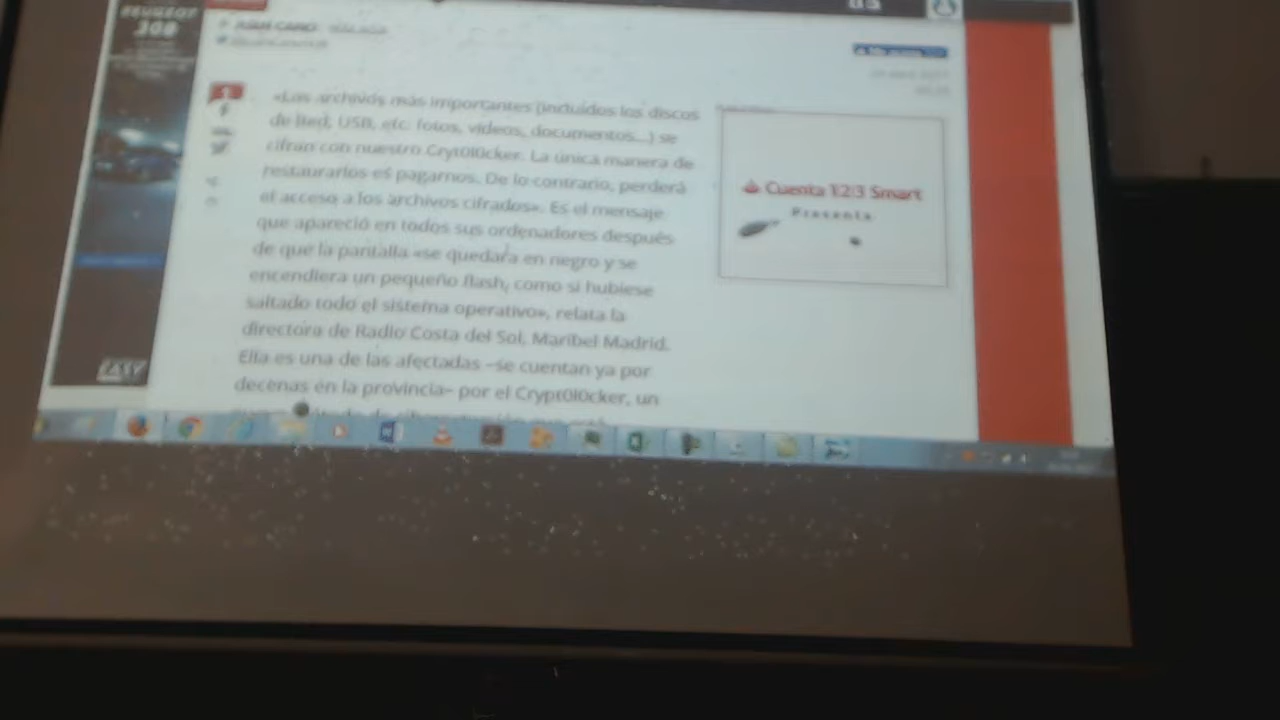 PEUGEOT
308
JUAN CANO
MÁLAGA
«Los archivos más importantes (incluidos los discos
de Red, USB, etc. fotos, vídeos, documentos...) se
cifran con nuestro Crypt0l0cker. La única manera de
restaurarlos es pagarnos. De lo contrario, perderá
el acceso a los archivos cifrados». Es el mensaje
que apareció en todos sus ordenadores después
de que la pantalla «se quedara en negro y se
encendiera un pequeño flash, como si hubiese
saltado todo el sistema operativo», relata la
directora de Radio Costa del Sol, Maribel Madrid.
Ella es una de las afectadas –se cuentan ya por
decenas en la provincia– por el Crypt0l0cker, un
Cuenta 1|2|3 Smart
Presenta
EASY